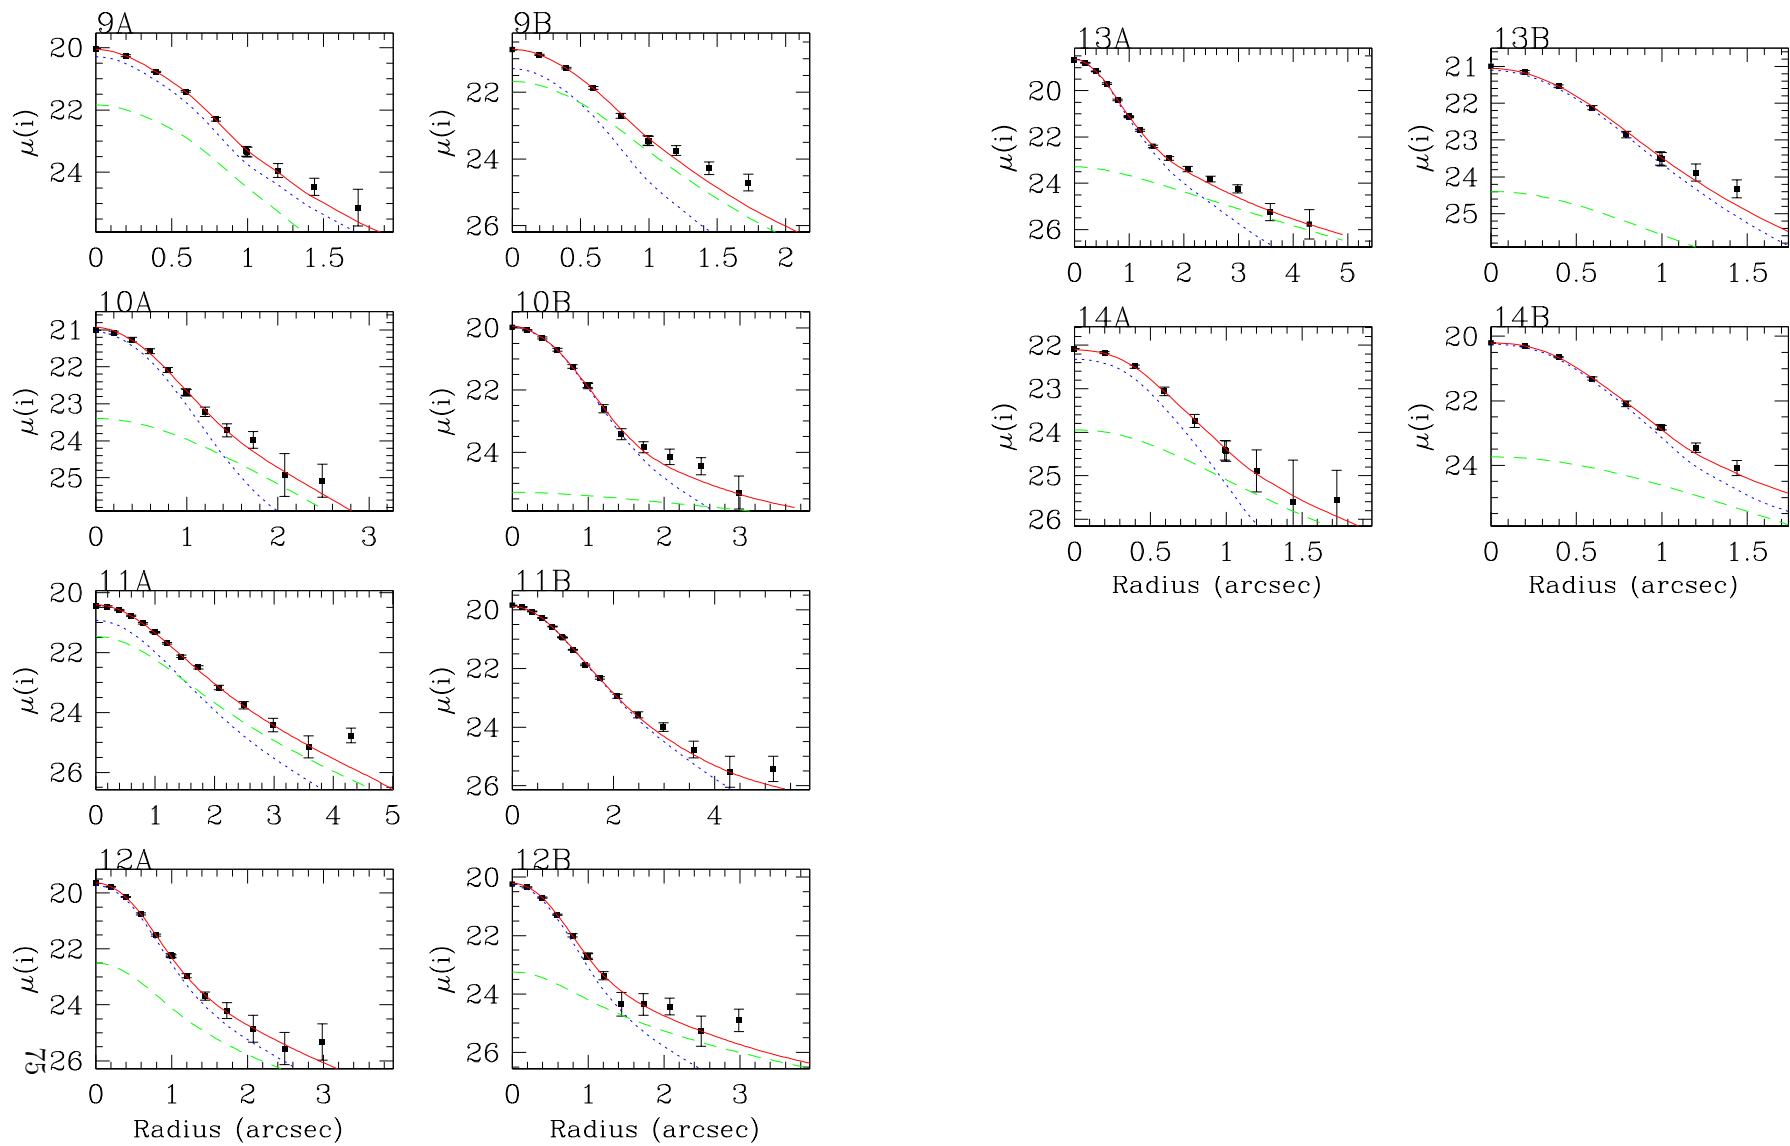 9A
20
22
24
μ(i)
0 0.5 1 1.5
9B
22
24
26
μ(i)
0 0.5 1 1.5 2
10A
21
22
23
24
25
μ(i)
0 1 2 3
10B
20
22
24
μ(i)
0 1 2 3
11A
20
22
24
26
μ(i)
0 1 2 3 4 5
11B
20
22
24
26
μ(i)
0 2 4
12A
20
22
24
26
μ(i)
0 1 2 3
Radius (arcsec)
12B
20
22
24
26
μ(i)
0 1 2 3
Radius (arcsec)
75
13A
20
22
24
26
μ(i)
0 1 2 3 4 5
13B
21
22
23
24
25
μ(i)
0 0.5 1 1.5
14A
22
23
24
25
26
μ(i)
0 0.5 1 1.5
Radius (arcsec)
14B
20
22
24
μ(i)
0 0.5 1 1.5
Radius (arcsec)